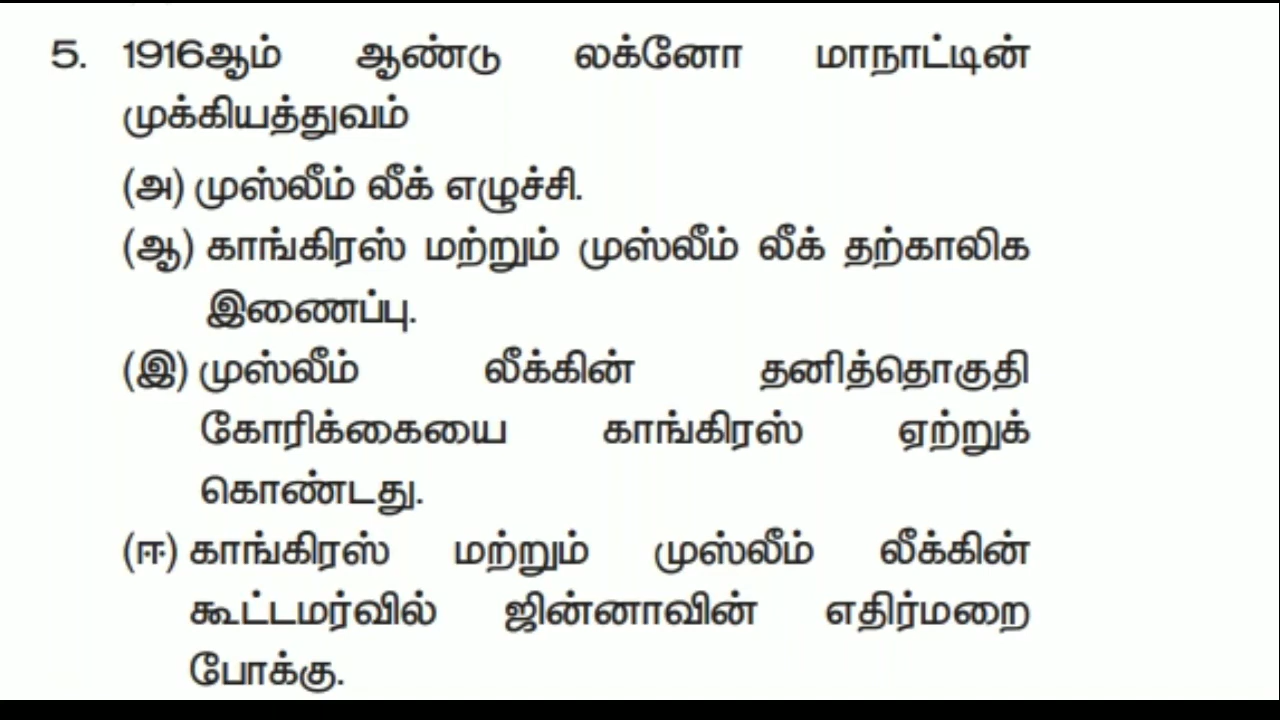 5. 1916ஆம் ஆண்டு லக்னோ மாநாட்டின்
முக்கியத்துவம்
(அ) முஸ்லீம் லீக் எழுச்சி.
(ஆ) காங்கிரஸ் மற்றும் முஸ்லீம் லீக் தற்காலிக
இணைப்பு.
(இ) முஸ்லீம் லீக்கின் தனித்தொகுதி
கோரிக்கையை காங்கிரஸ் ஏற்றுக்
கொண்டது.
(ஈ) காங்கிரஸ் மற்றும் முஸ்லீம் லீக்கின்
கூட்டமர்வில் ஜின்னாவின் எதிர்மறை
போக்கு.